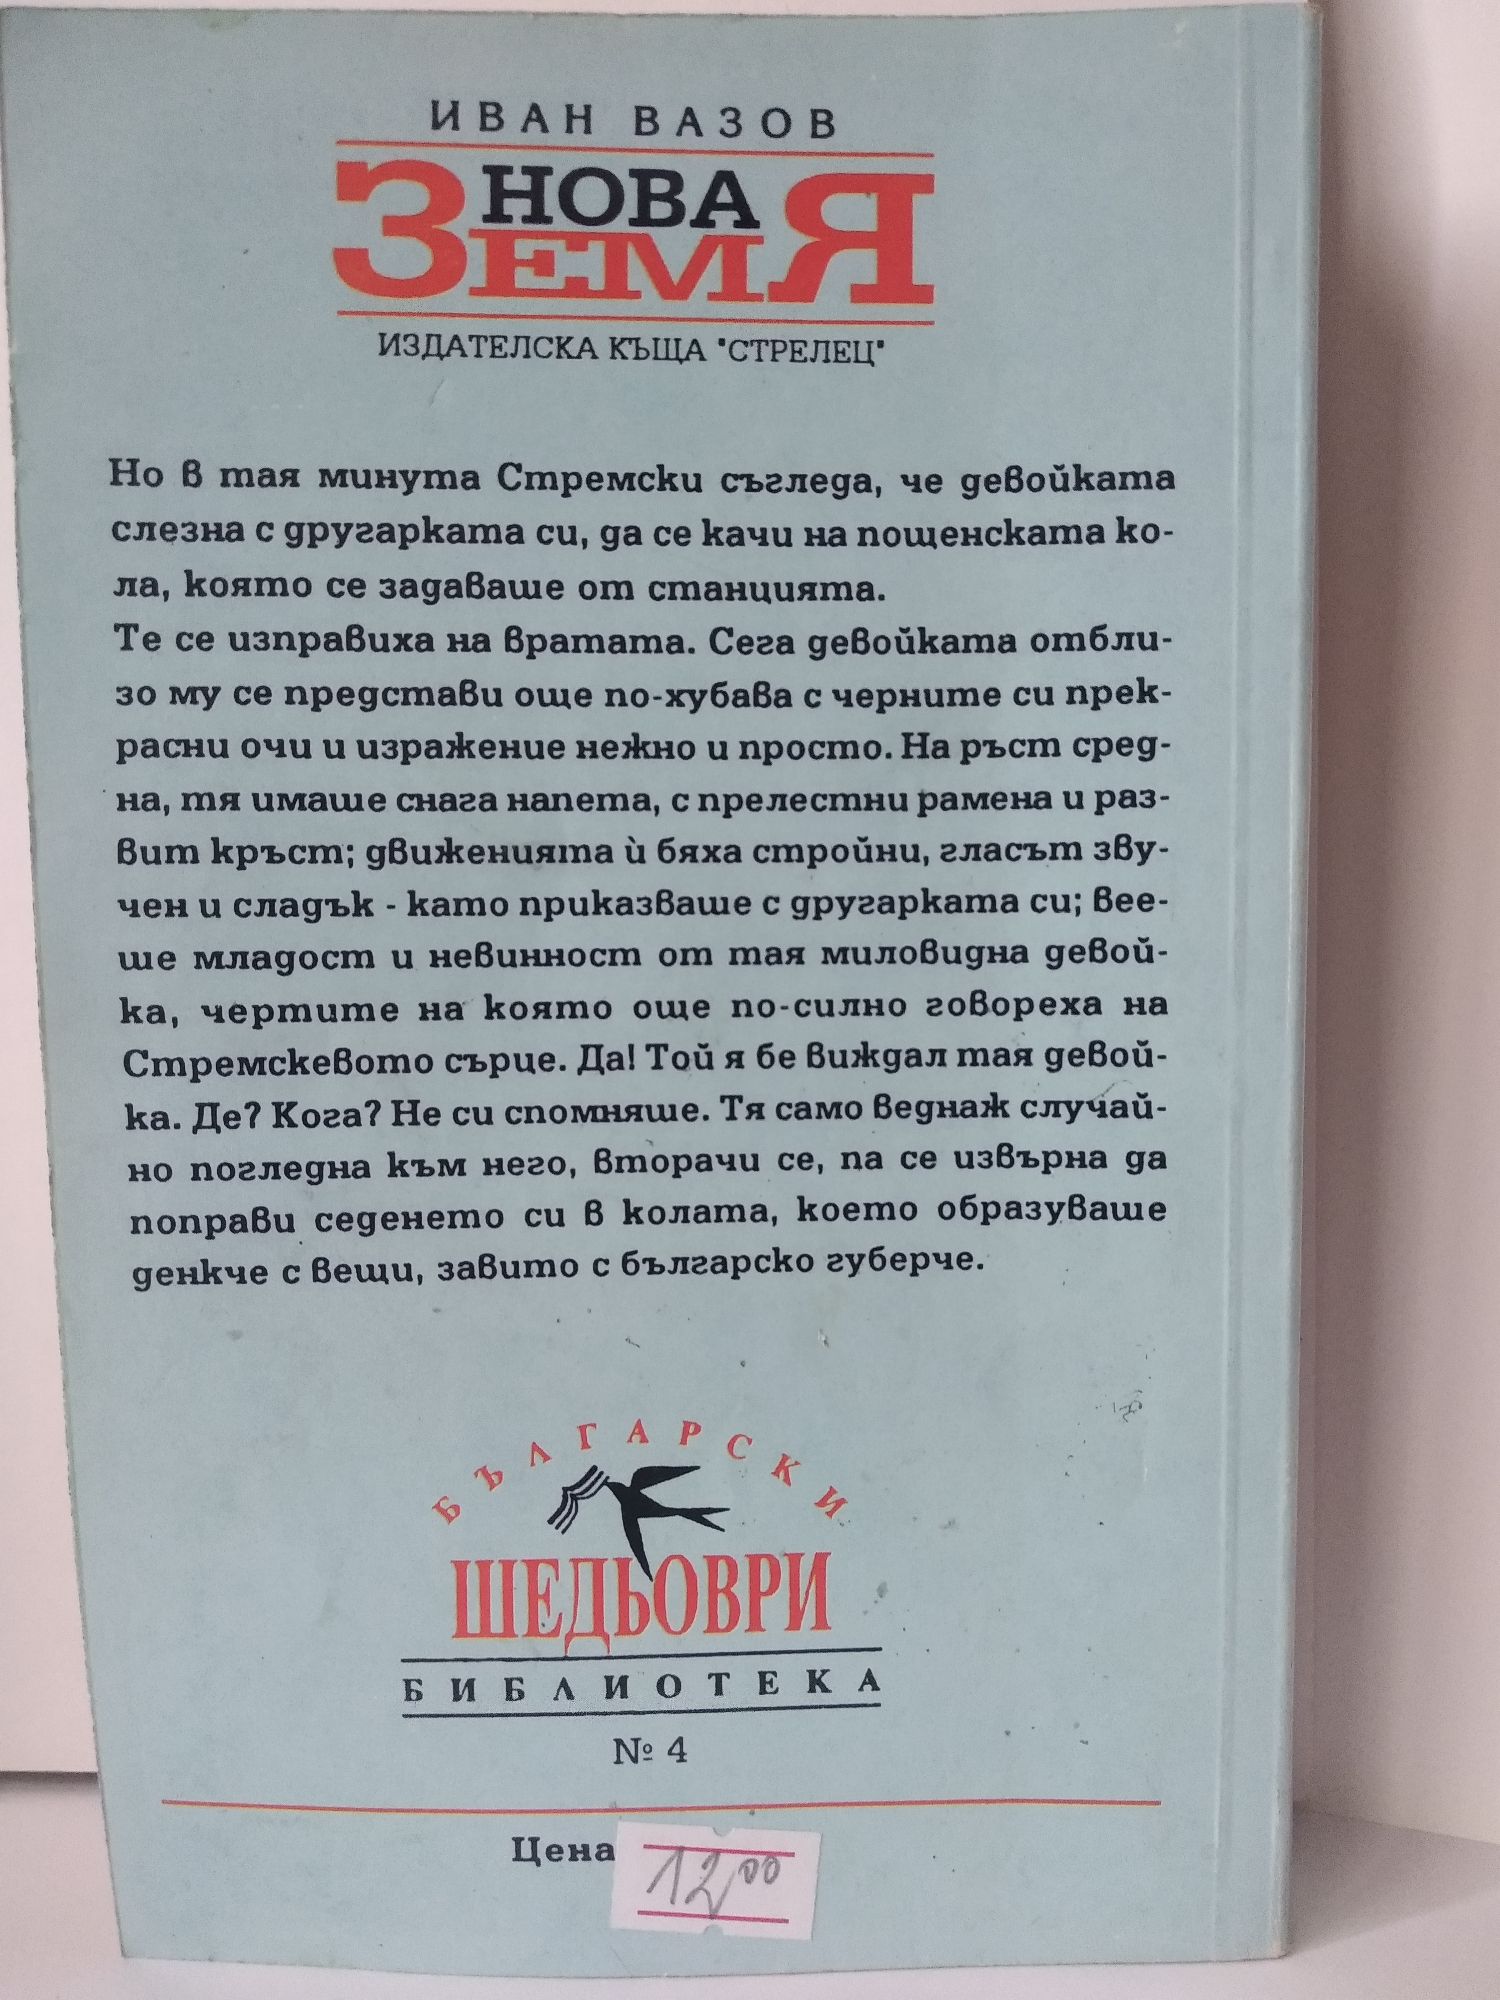 ИВАН ВАЗОВ
НОВА
ЗЕМЯ
ИЗДАТЕЛСКА КЪЩА "СТРЕЛЕЦ"
Но в тая минута Стремски съгледа, че девойката
слезна с другарката си, да се качи на пощенската ко-
ла, която се задаваше от станцията.
Те се изправиха на вратата. Сега девойката отбли-
зо му се представи още по-хубава с черните си прек-
расни очи и изражение нежно и просто. На ръст сред-
на, тя имаше снага напета, с прелестни рамена и раз-
вит кръст; движенията ѝ бяха стройни, гласът зву-
чен и сладък - като приказваше с другарката си; вее-
ше младост и невинност от тая миловидна девой-
ка, чертите на която още по-силно говореха на
Стремскевото сърце. Да! Той я бе виждал тая девой-
ка. Де? Кога? Не си спомняше. Тя само веднаж случай-
но погледна към него, вторачи се, па се извърна да
поправи седенето си в колата, което образуваше
денкче с вещи, завито с българско губерче.
БЪЛГАРСКИ
ШЕДЬОВРИ
БИБЛИОТЕКА
№ 4
Цена 12,00